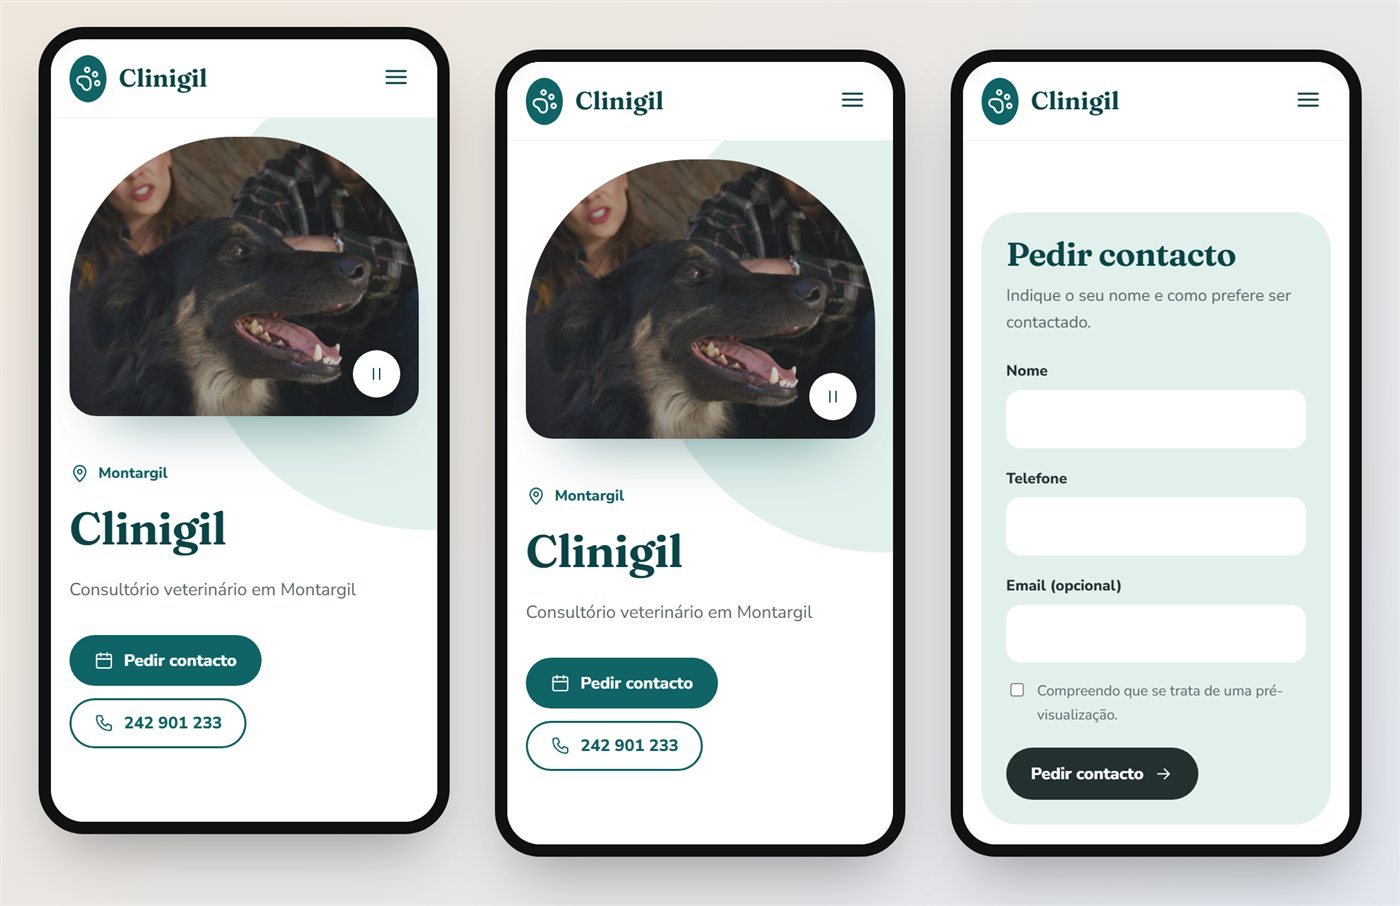 Clinigil
Montargil
Clinigil
Consultório veterinário em Montargil
Pedir contacto
242 901 233
Clinigil
Montargil
Clinigil
Consultório veterinário em Montargil
Pedir contacto
242 901 233
Clinigil
Pedir contacto
Indique o seu nome e como prefere ser
contactado.
Nome
Telefone
Email (opcional)
Compreendo que se trata de uma pré-
visualização.
Pedir contacto